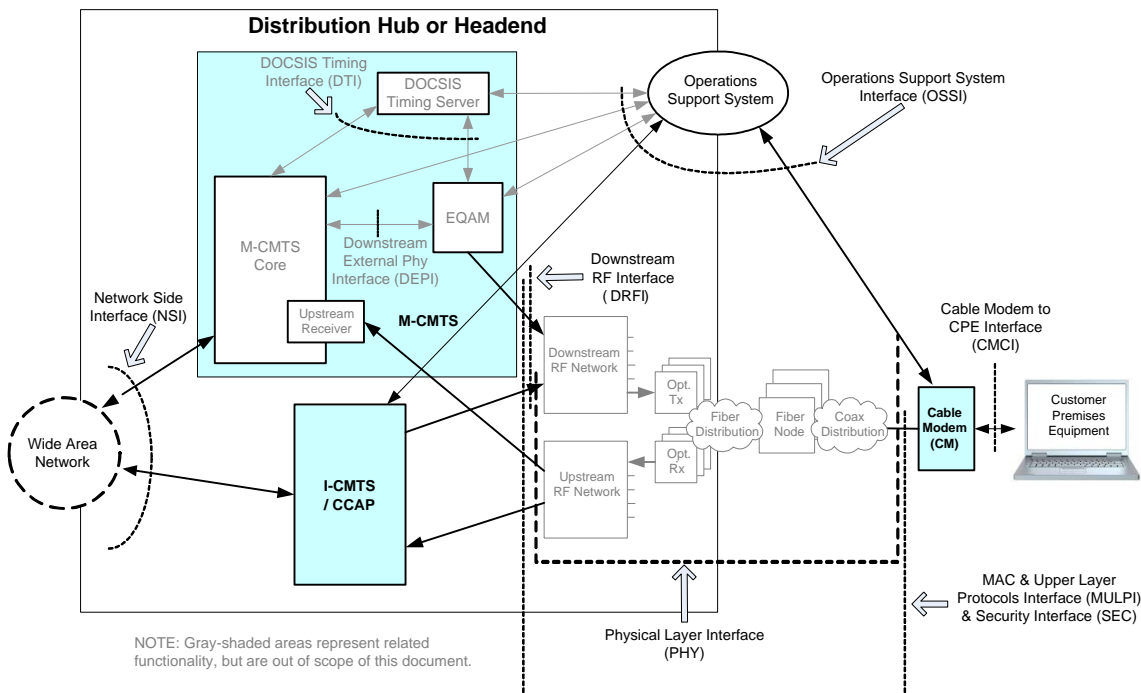 Distribution Hub or Headend
DOCSIS Timing
Interface (DTI)
DOCSIS
Timing Server
Operations
Support System
Operations Support System
Interface (OSSI)
M-CMTS
Core
EQAM
Downstream
External Phy
Interface (DEPI)
Upstream
Receiver
M-CMTS
Network Side
Interface (NSI)
Downstream
RF Interface
( DRFI)
Cable Modem to
CPE Interface
(CMCI)
Wide Area
Network
I-CMTS
/ CCAP
Downstream
RF Network
Opt.
Tx
Upstream
RF Network
Opt.
Rx
Fiber
Distribution
Fiber
Node
Coax
Distribution
Cable
Modem
(CM)
Customer
Premises
Equipment
MAC & Upper Layer
Protocols Interface (MULPI)
& Security Interface (SEC)
Physical Layer Interface
(PHY)
NOTE: Gray-shaded areas represent related
functionality, but are out of scope of this document.